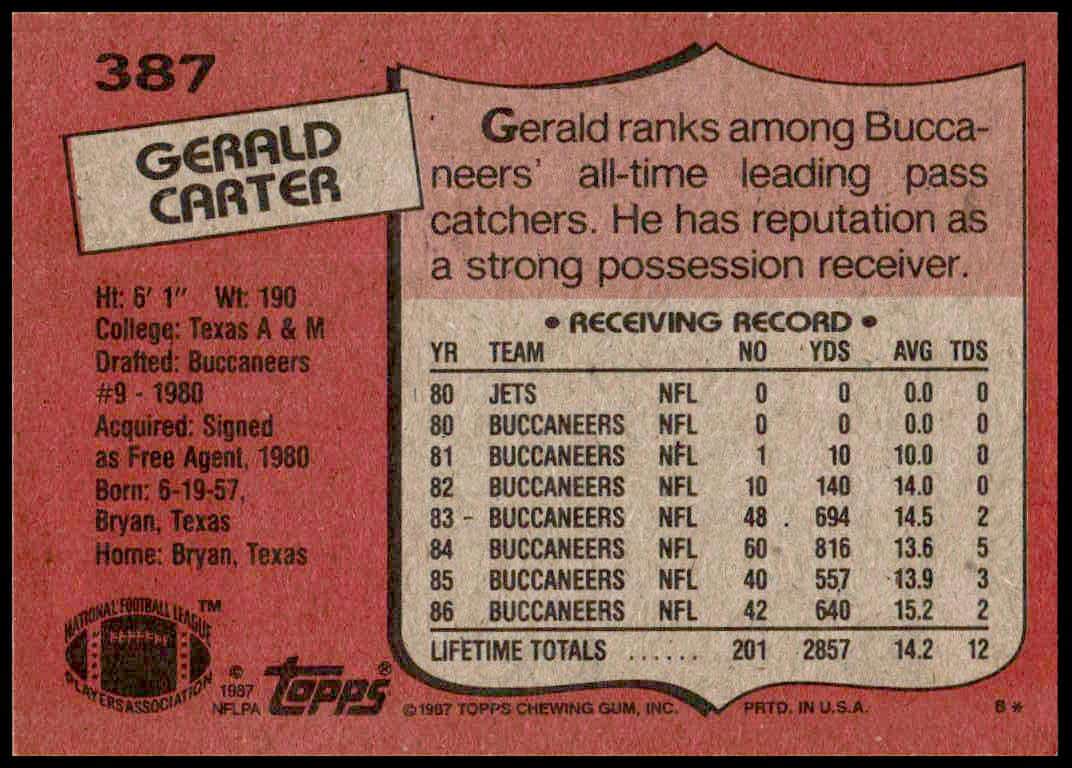 387
GERALD
CARTER
Ht: 6' 1" Wt: 190
College: Texas A & M
Drafted: Buccaneers
#9 - 1980
Acquired: Signed
as Free Agent, 1980
Born: 6-19-57,
Bryan, Texas
Home: Bryan, Texas
NATIONAL FOOTBALL LEAGUE TM
PLAYERS ASSOCIATION
© 1987
NFLPA
Topps®
Gerald ranks among Bucca-
neers' all-time leading pass
catchers. He has reputation as
a strong possession receiver.
• RECEIVING RECORD •
YR TEAM NO YDS AVG TDS
80 JETS NFL 0 0 0.0 0
80 BUCCANEERS NFL 0 0 0.0 0
81 BUCCANEERS NFL 1 10 10.0 0
82 BUCCANEERS NFL 10 140 14.0 0
83 - BUCCANEERS NFL 48 694 14.5 2
84 BUCCANEERS NFL 60 816 13.6 5
85 BUCCANEERS NFL 40 557 13.9 3
86 BUCCANEERS NFL 42 640 15.2 2
LIFETIME TOTALS ...... 201 2857 14.2 12
©1987 TOPPS CHEWING GUM, INC. PRTD. IN U.S.A. B*